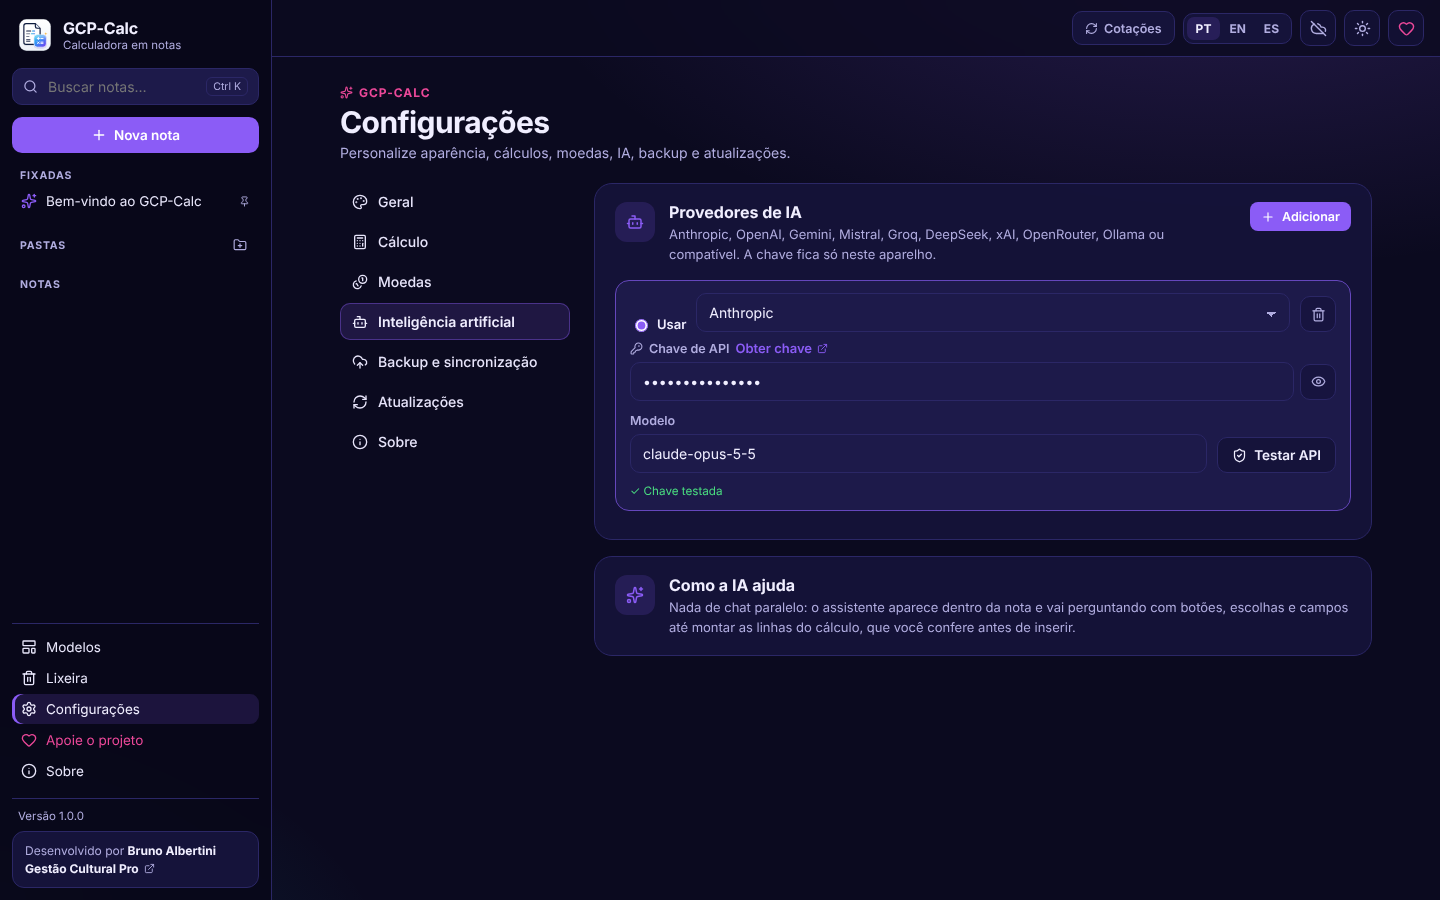 GCP-Calc
Calculadora em notas
Buscar notas...
Ctrl K
Nova nota
FIXADAS
Bem-vindo ao GCP-Calc
PASTAS
NOTAS
Modelos
Lixeira
Configurações
Apoie o projeto
Sobre
Versão 1.0.0
Desenvolvido por Bruno Albertini
Gestão Cultural Pro
Cotações
PT EN ES
GCP-CALC
Configurações
Personalize aparência, cálculos, moedas, IA, backup e atualizações.
Geral
Cálculo
Moedas
Inteligência artificial
Backup e sincronização
Atualizações
Sobre
Provedores de IA
Anthropic, OpenAI, Gemini, Mistral, Groq, DeepSeek, xAI, OpenRouter, Ollama ou
compatível. A chave fica só neste aparelho.
Adicionar
Usar
Anthropic
Chave de API Obter chave
•••••••••••••••
Modelo
claude-opus-5-5
Testar API
✓ Chave testada
Como a IA ajuda
Nada de chat paralelo: o assistente aparece dentro da nota e vai perguntando com botões, escolhas e campos
até montar as linhas do cálculo, que você confere antes de inserir.